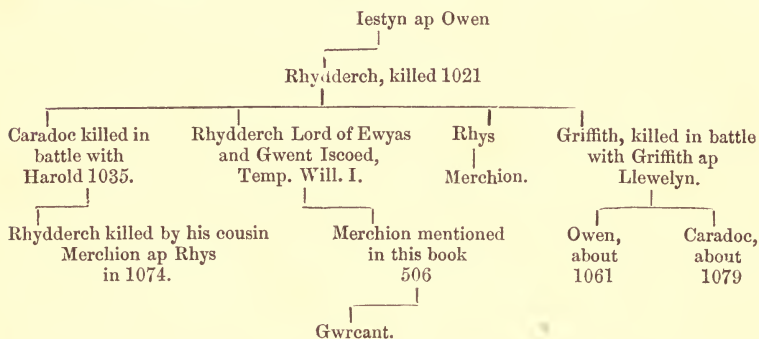 Iestyn ap Owen
Rhydderch, killed 1021
Caradoc killed in
battle with
Harold 1035.
Rhydderch Lord of Ewyas
and Gwent Iscoed,
Temp. Will. I.
Rhys
Merchion.
Griffith, killed in battle
with Griffith ap
Llewelyn.
Rhydderch killed by his cousin
Merchion ap Rhys
in 1074.
Merchion mentioned
in this book
506
Owen,
about
1061
Caradoc,
about
1079
Gwrcant.